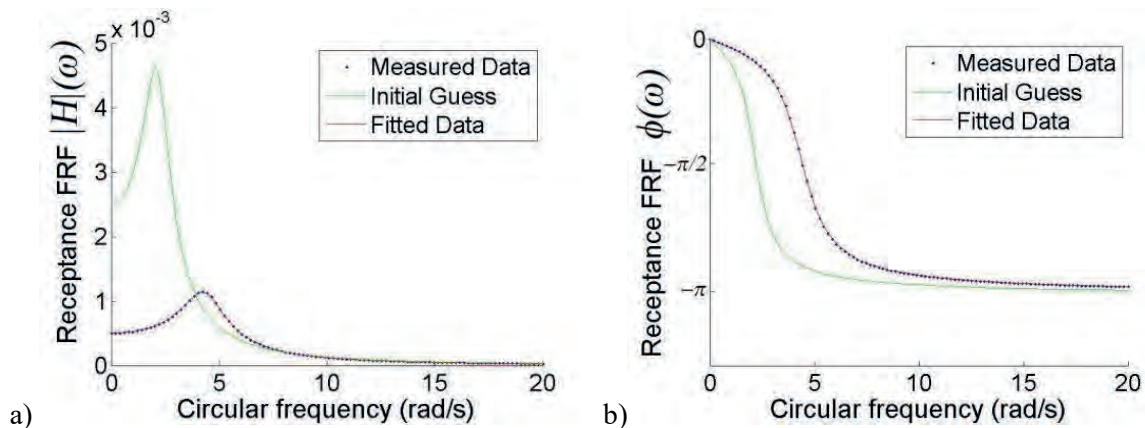 × 10⁻³
Receptance FRF |H|(ω)
5
4
3
2
1
0
Measured Data
Initial Guess
Fitted Data
0 5 10 15 20
Circular frequency (rad/s)
a)
Receptance FRF ϕ(ω)
0
−π/2
−π
Measured Data
Initial Guess
Fitted Data
0 5 10 15 20
Circular frequency (rad/s)
b)